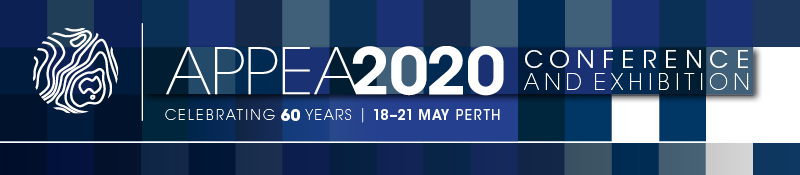 APPEA2020
CONFERENCE
AND EXHIBITION
CELEBRATING 60 YEARS | 18–21 MAY PERTH